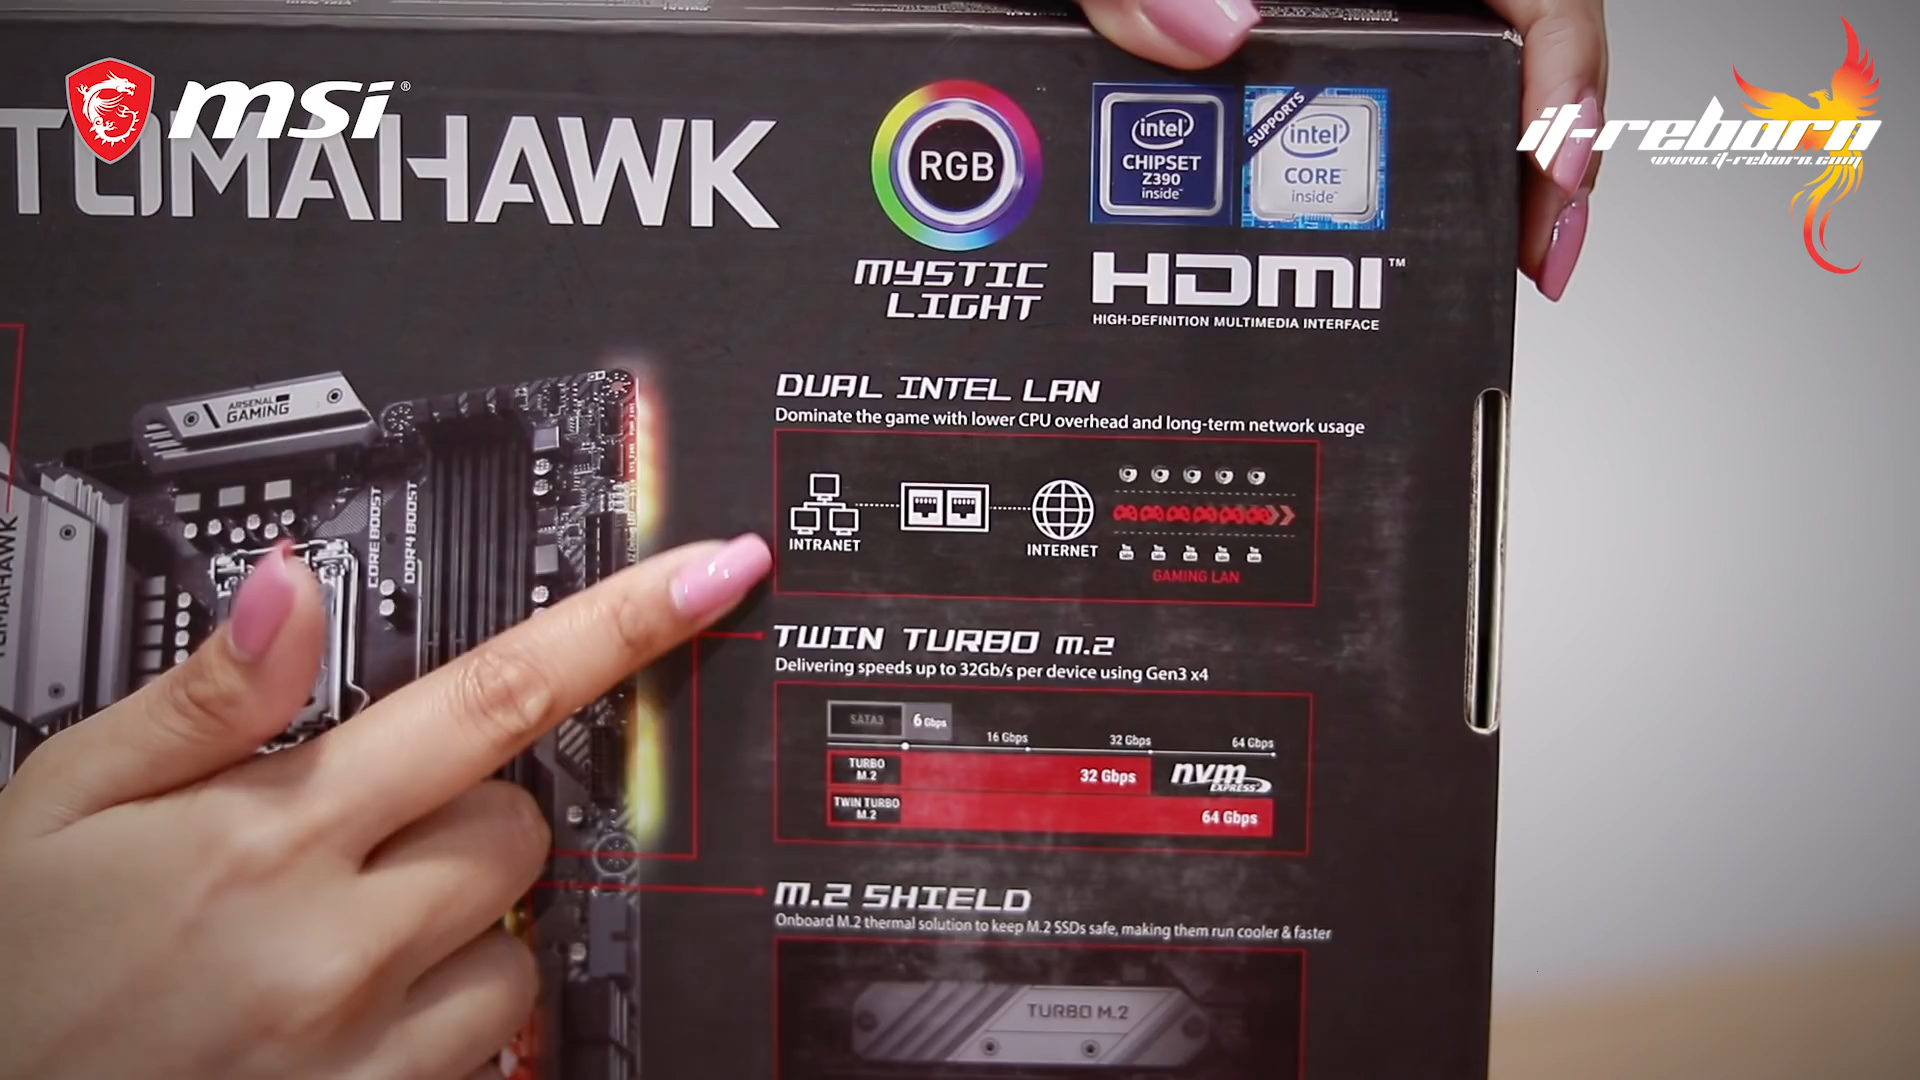 msi®
it-reborn
www.it-reborn.com
TOMAHAWK
RGB
MYSTIC
LIGHT
intel
CHIPSET
Z390
inside™
SUPPORTS
intel
CORE™
inside™
HDMI™
HIGH-DEFINITION MULTIMEDIA INTERFACE
DUAL INTEL LAN
Dominate the game with lower CPU overhead and long-term network usage
INTRANET
INTERNET
GAMING LAN
ARSENAL
GAMING
CORE BOOST
DDR4 BOOST
TOMAHAWK
TWIN TURBO M.2
Delivering speeds up to 32Gb/s per device using Gen3 x4
SATA3
6 Gbps
16 Gbps
32 Gbps
64 Gbps
TURBO
M.2
32 Gbps
nvm
EXPRESS
TWIN TURBO
M.2
64 Gbps
M.2 SHIELD
Onboard M.2 thermal solution to keep M.2 SSDs safe, making them run cooler & faster
TURBO M.2